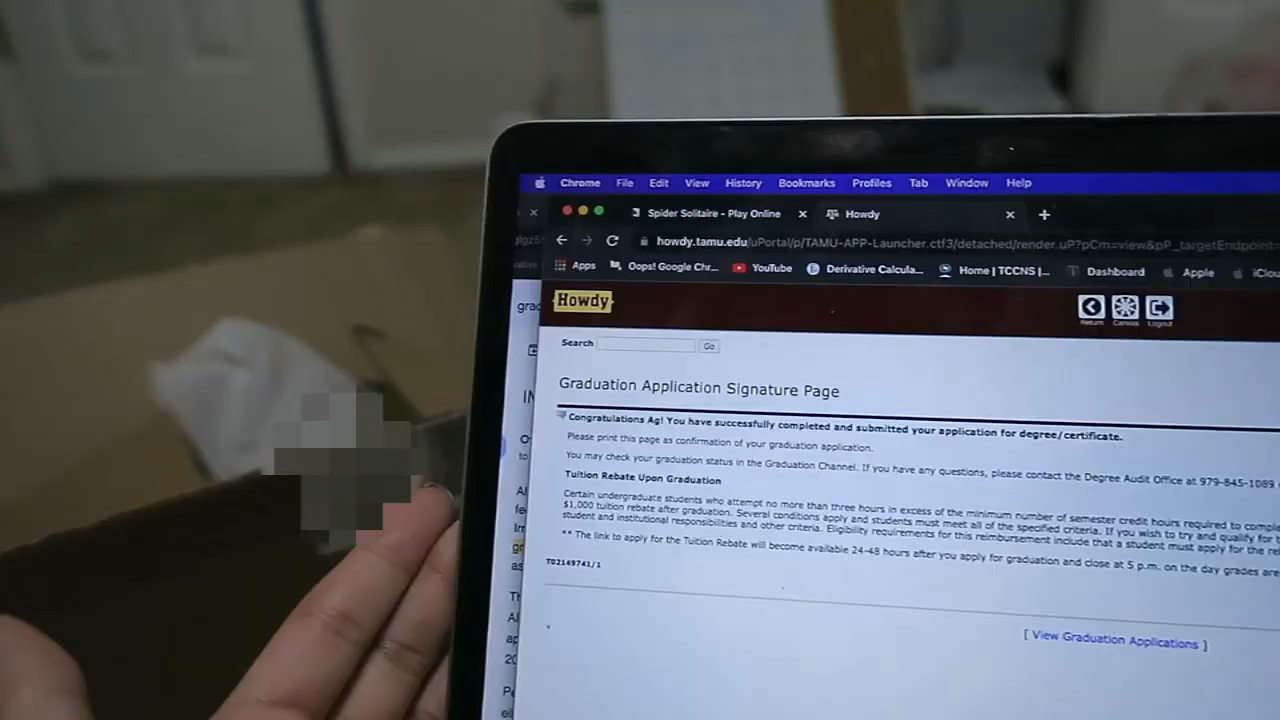 Chrome File Edit View History Bookmarks Profiles Tab Window Help
Spider Solitaire - Play Online Howdy
howdy.tamu.edu/uPortal/p/TAMU-APP-Launcher.ctf3/detached/render.uP?pCm=view&pP_targetEndpoint
Apps Oops! Google Chr... YouTube Derivative Calcula... Home | TCCNS |... Dashboard Apple iClou
Howdy
Return Canvas Logout
Search Go
Graduation Application Signature Page
Congratulations Ag! You have successfully completed and submitted your application for degree/certificate.
Please print this page as confirmation of your graduation application.
You may check your graduation status in the Graduation Channel. If you have any questions, please contact the Degree Audit Office at 979-845-1089
Tuition Rebate Upon Graduation
Certain undergraduate students who attempt no more than three hours in excess of the minimum number of semester credit hours required to comple
$1,000 tuition rebate after graduation. Several conditions apply and students must meet all of the specified criteria. If you wish to try and qualify for t
student and institutional responsibilities and other criteria. Eligibility requirements for this reimbursement include that a student must apply for the re
** The link to apply for the Tuition Rebate will become available 24-48 hours after you apply for graduation and close at 5 p.m. on the day grades are
T02149741/1
[ View Graduation Applications ]